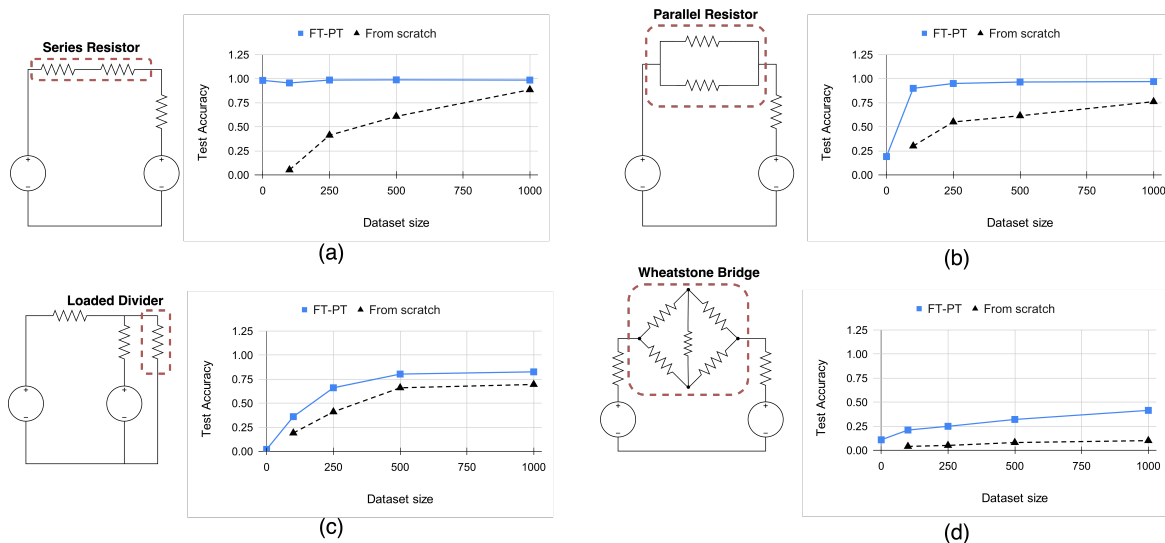 Series Resistor
FT-PT From scratch
1.25
1.00
0.75
0.50
0.25
0.00
Test Accuracy
0 250 500 750 1000
Dataset size
+ −
+ −
(a)
Parallel Resistor
FT-PT From scratch
1.25
1.00
0.75
0.50
0.25
0.00
Test Accuracy
0 250 500 750 1000
Dataset size
+ −
+ −
(b)
Loaded Divider
FT-PT From scratch
1.25
1.00
0.75
0.50
0.25
0.00
Test Accuracy
0 250 500 750 1000
Dataset size
+ −
+ −
(c)
Wheatstone Bridge
FT-PT From scratch
1.25
1.00
0.75
0.50
0.25
0.00
Test Accuracy
0 250 500 750 1000
Dataset size
+ −
+ −
(d)